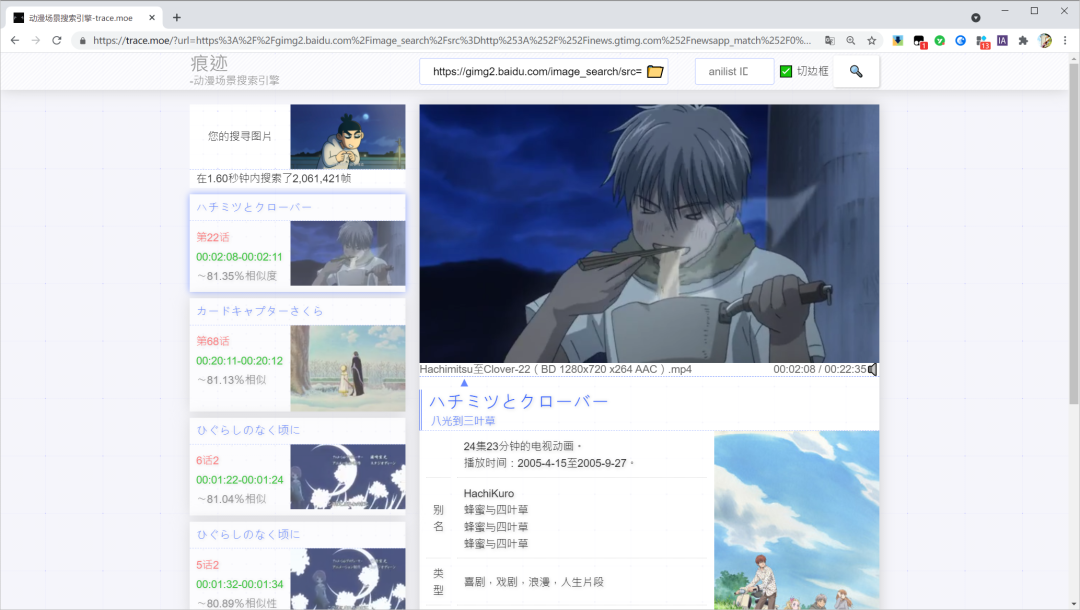 动漫场景搜索引擎-trace.moe
https://trace.moe/?url=https%3A%2F%2Fgimg2.baidu.com%2Fimage_search%2Fsrc%3Dhttp%253A%252F%252Finews.gtimg.com%252Fnewsapp_match%252F0%...
1
13
IA
痕迹
-动漫场景搜索引擎
https://gimg2.baidu.com/image_search/src=
anilist ID
切边框
您的搜寻图片
在1.60秒钟内搜索了2,061,421帧
ハチミツとクローバー
第22话
00:02:08-00:02:11
～81.35%相似度
カードキャプターさくら
第68话
00:20:11-00:20:12
～81.13%相似
ひぐらしのなく頃に
6话2
00:01:22-00:01:24
～81.04%相似
ひぐらしのなく頃に
5话2
00:01:32-00:01:34
～80.89%相似性
Hachimitsu至Clover-22（BD 1280x720 x264 AAC）.mp4
00:02:08 / 00:22:35
ハチミツとクローバー
八光到三叶草
24集23分钟的电视动画。
播放时间：2005-4-15至2005-9-27。
别名
HachiKuro
蜂蜜与四叶草
蜂蜜与四叶草
蜂蜜与四叶草
类型
喜剧，戏剧，浪漫，人生片段